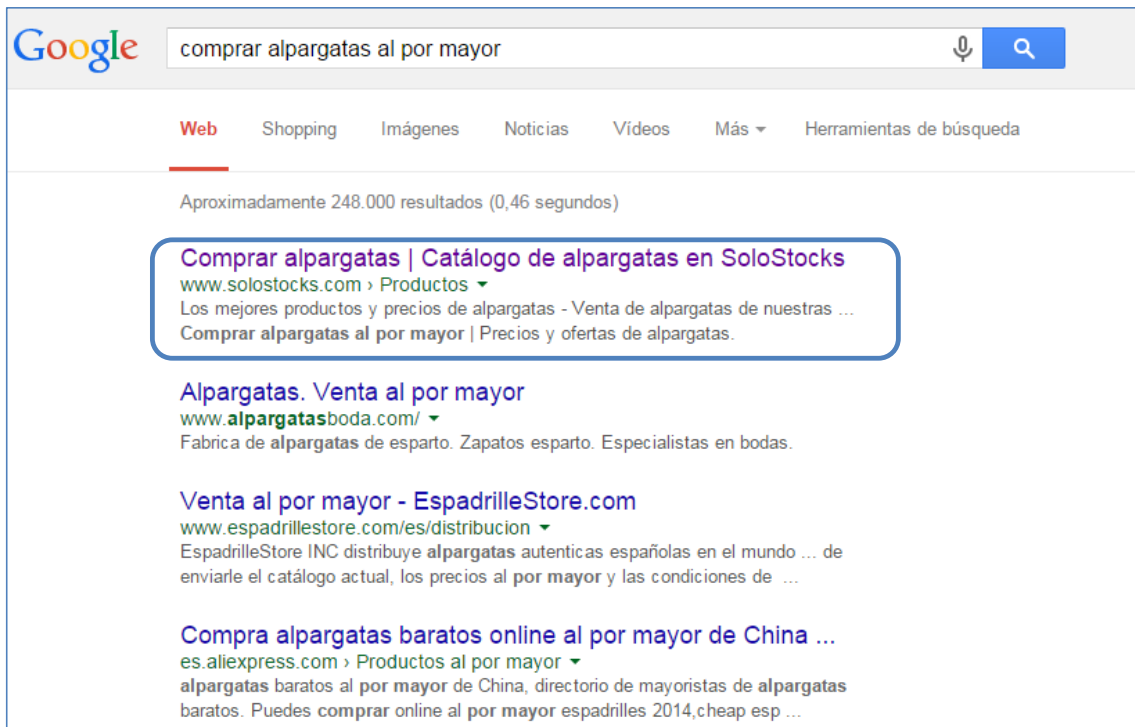 Google
comprar alpargatas al por mayor
Web Shopping Imágenes Noticias Vídeos Más Herramientas de búsqueda
Aproximadamente 248.000 resultados (0,46 segundos)
Comprar alpargatas | Catálogo de alpargatas en SoloStocks
www.solostocks.com › Productos
Los mejores productos y precios de alpargatas - Venta de alpargatas de nuestras ...
Comprar alpargatas al por mayor | Precios y ofertas de alpargatas.
Alpargatas. Venta al por mayor
www.alpargatasboda.com/
Fabrica de alpargatas de esparto. Zapatos esparto. Especialistas en bodas.
Venta al por mayor - EspadrilleStore.com
www.espadrillestore.com/es/distribucion
EspadrilleStore INC distribuye alpargatas autenticas españolas en el mundo ... de
enviarle el catálogo actual, los precios al por mayor y las condiciones de ...
Compra alpargatas baratos online al por mayor de China ...
es.aliexpress.com › Productos al por mayor
alpargatas baratos al por mayor de China, directorio de mayoristas de alpargatas
baratos. Puedes comprar online al por mayor espadrilles 2014,cheap esp ...